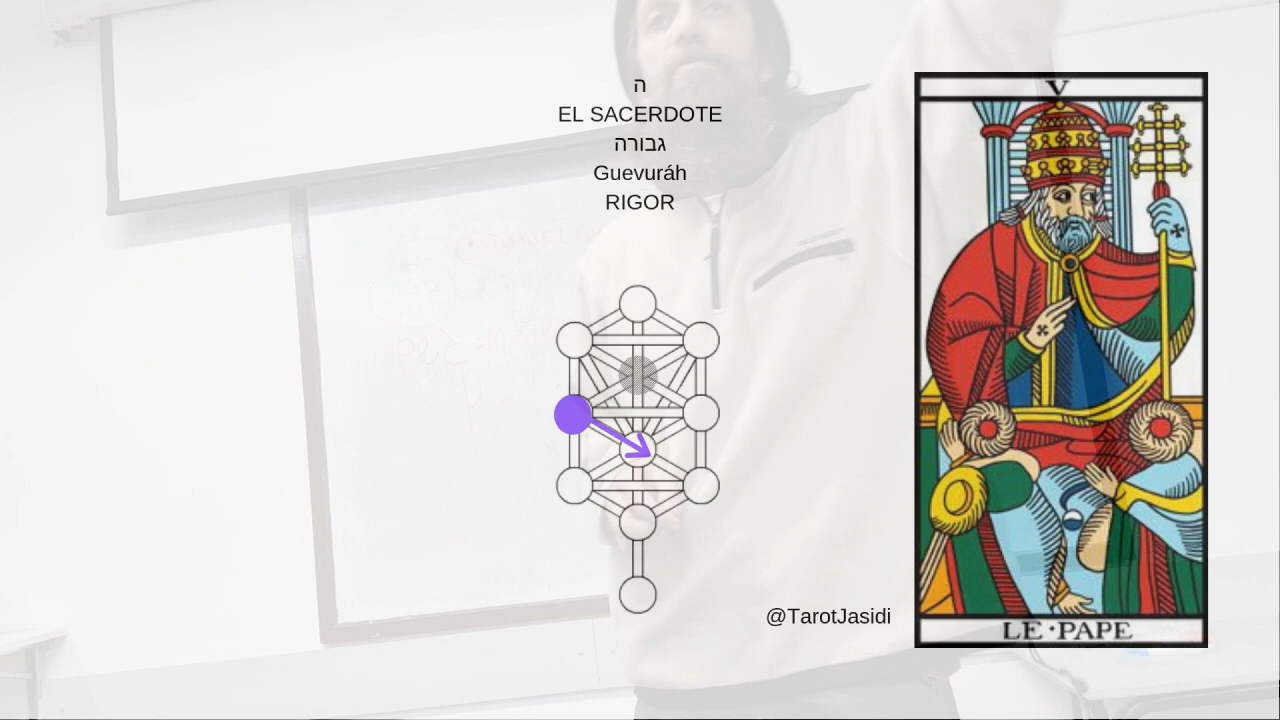 ה
EL SACERDOTE
גבורה
Guevuráh
RIGOR
V
LE·PAPE
@TarotJasidi